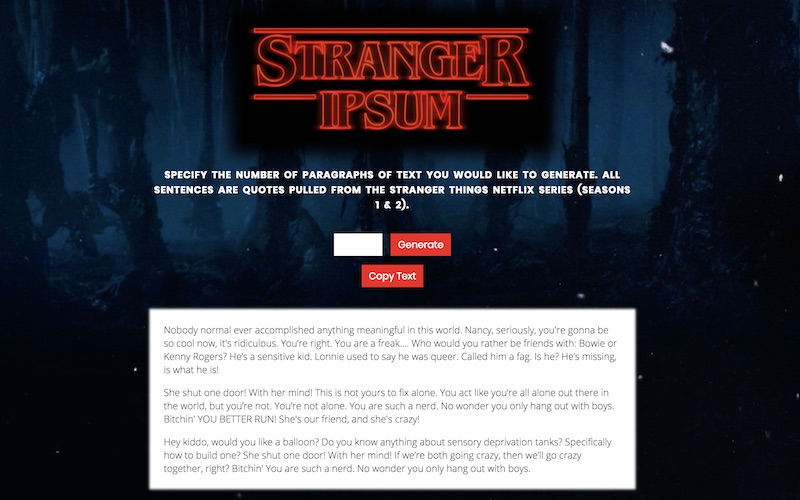 STRANGER
IPSUM
SPECIFY THE NUMBER OF PARAGRAPHS OF TEXT YOU WOULD LIKE TO GENERATE. ALL
SENTENCES ARE QUOTES PULLED FROM THE STRANGER THINGS NETFLIX SERIES (SEASONS
1 & 2).
Generate
Copy Text
Nobody normal ever accomplished anything meaningful in this world. Nancy, seriously, you're gonna be
so cool now, it's ridiculous. You're right. You are a freak.... Who would you rather be friends with: Bowie or
Kenny Rogers? He's a sensitive kid. Lonnie used to say he was queer. Called him a fag. Is he? He's missing,
is what he is!
She shut one door! With her mind! This is not yours to fix alone. You act like you're all alone out there in
the world, but you're not. You're not alone. You are such a nerd. No wonder you only hang out with boys.
Bitchin' YOU BETTER RUN! She's our friend, and she's crazy!
Hey kiddo, would you like a balloon? Do you know anything about sensory deprivation tanks? Specifically
how to build one? She shut one door! With her mind! If we're both going crazy, then we'll go crazy
together, right? Bitchin' You are such a nerd. No wonder you only hang out with boys.